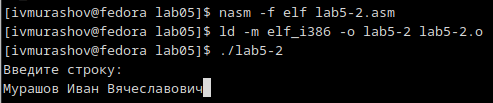 [ivmurashov@fedora lab05]$ nasm -f elf lab5-2.asm
[ivmurashov@fedora lab05]$ ld -m elf_i386 -o lab5-2 lab5-2.o
[ivmurashov@fedora lab05]$ ./lab5-2
Введите строку:
Мурашов Иван Вячеславович